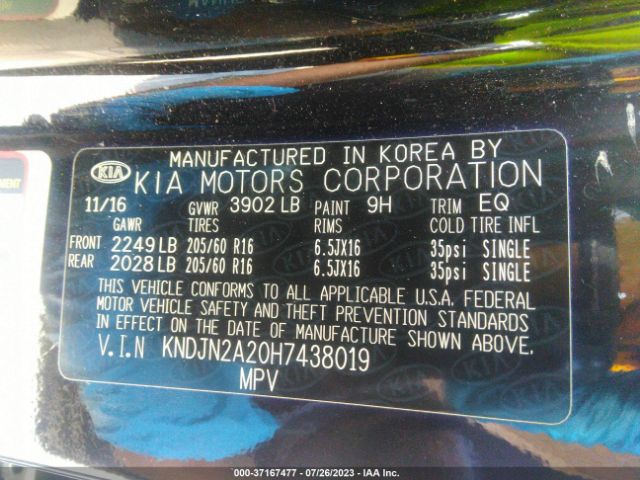 MANUFACTURED IN KOREA BY
KIA KIA MOTORS CORPORATION
11/16 GVWR 3902 LB PAINT 9H TRIM EQ
GAWR TIRES RIMS COLD TIRE INFL
FRONT 2249 LB 205/60 R16 6.5JX16 35psi SINGLE
REAR 2028 LB 205/60 R16 6.5JX16 35psi SINGLE
THIS VEHICLE CONFORMS TO ALL APPLICABLE U.S.A. FEDERAL
MOTOR VEHICLE SAFETY AND THEFT PREVENTION STANDARDS
IN EFFECT ON THE DATE OF MANUFACTURE SHOWN ABOVE.
V.I.N KNDJN2A20H7438019
MPV
000-37167477 - 07/26/2023 - IAA Inc.